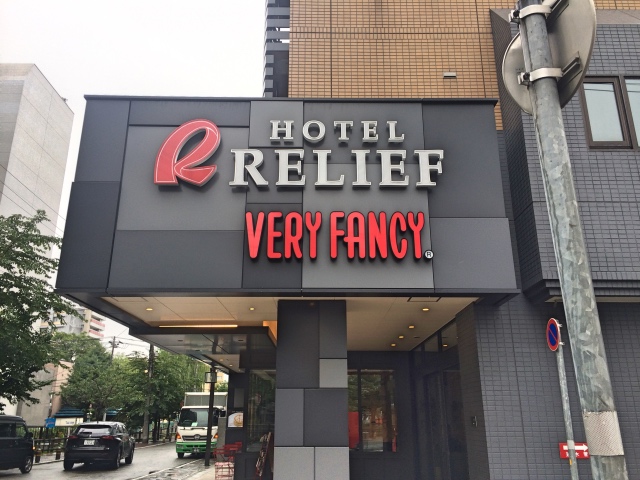 R HOTEL
RELIEF
VERY FANCY®